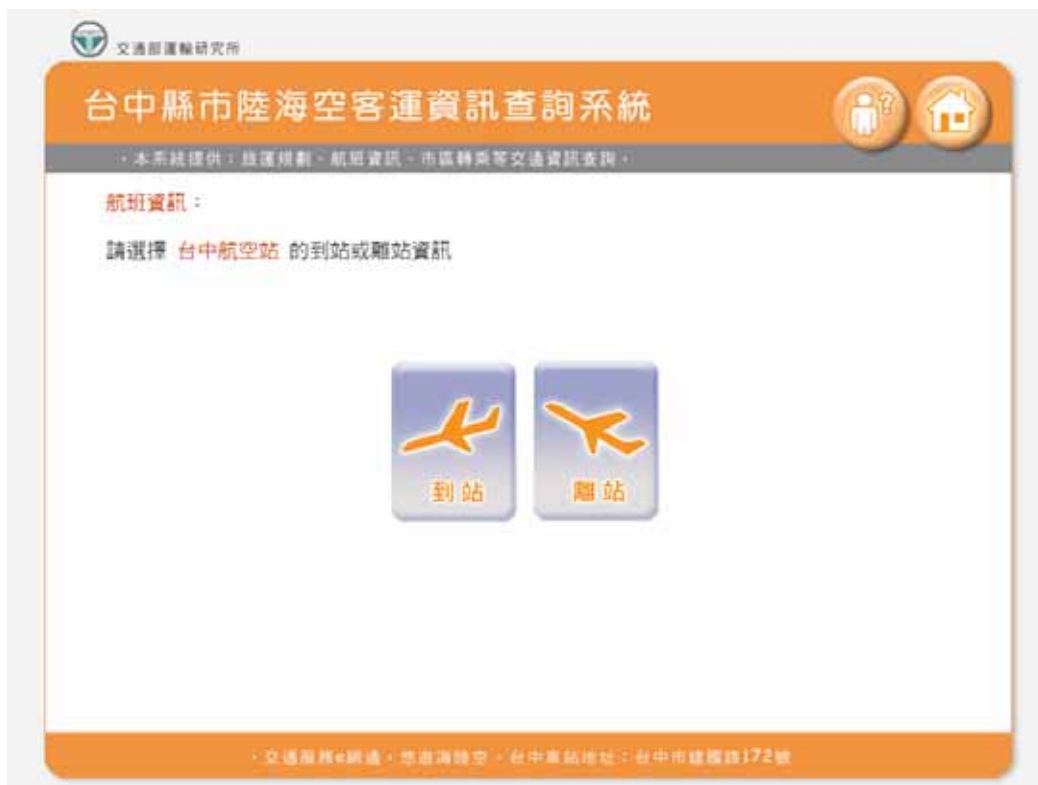 交通部運輸研究所
台中縣市陸海空客運資訊查詢系統
・本系統提供：旅運規劃、航班資訊、市區轉乘等交通資訊查詢・
航班資訊：
請選擇 台中航空站 的到站或離站資訊
到站
離站
・交通服務e網通，悠遊海陸空・台中車站地址：台中市建國路172號